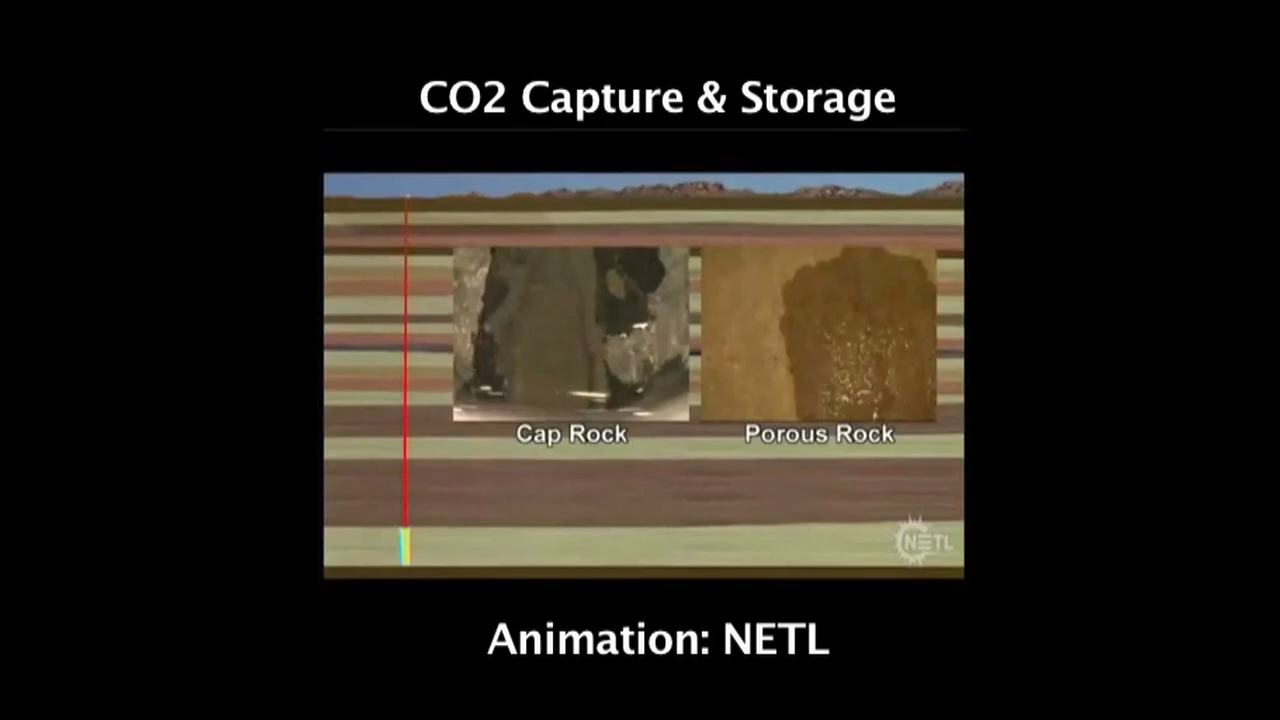 CO2 Capture & Storage
Cap Rock
Porous Rock
NETL
Animation: NETL